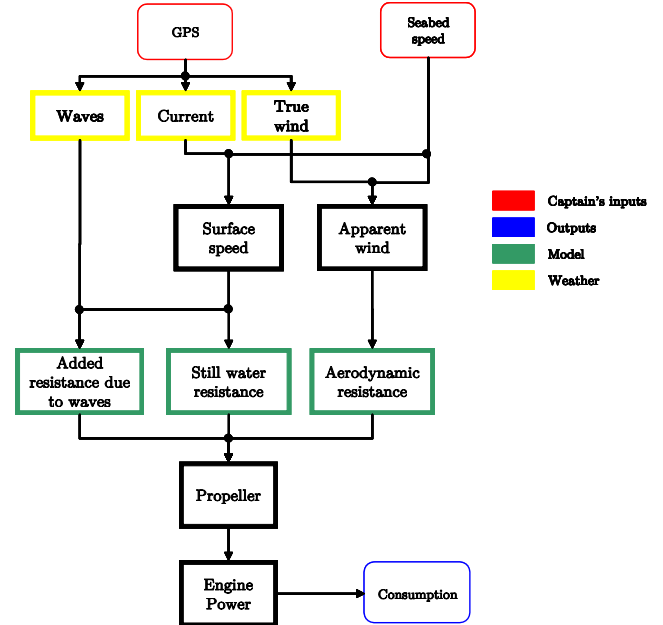 GPS
Seabed
speed
Waves
Current
True
wind
Surface
speed
Apparent
wind
Captain's inputs
Outputs
Model
Weather
Added
resistance due
to waves
Still water
resistance
Aerodynamic
resistance
Propeller
Engine
Power
Consumption